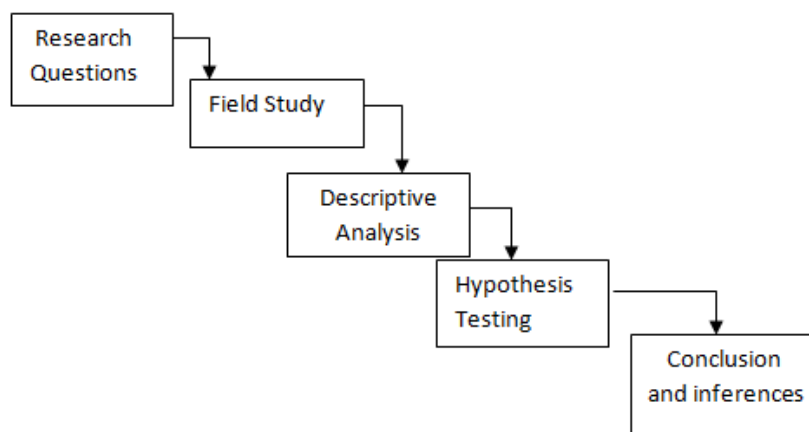 Research
Questions
Field Study
Descriptive
Analysis
Hypothesis
Testing
Conclusion
and inferences